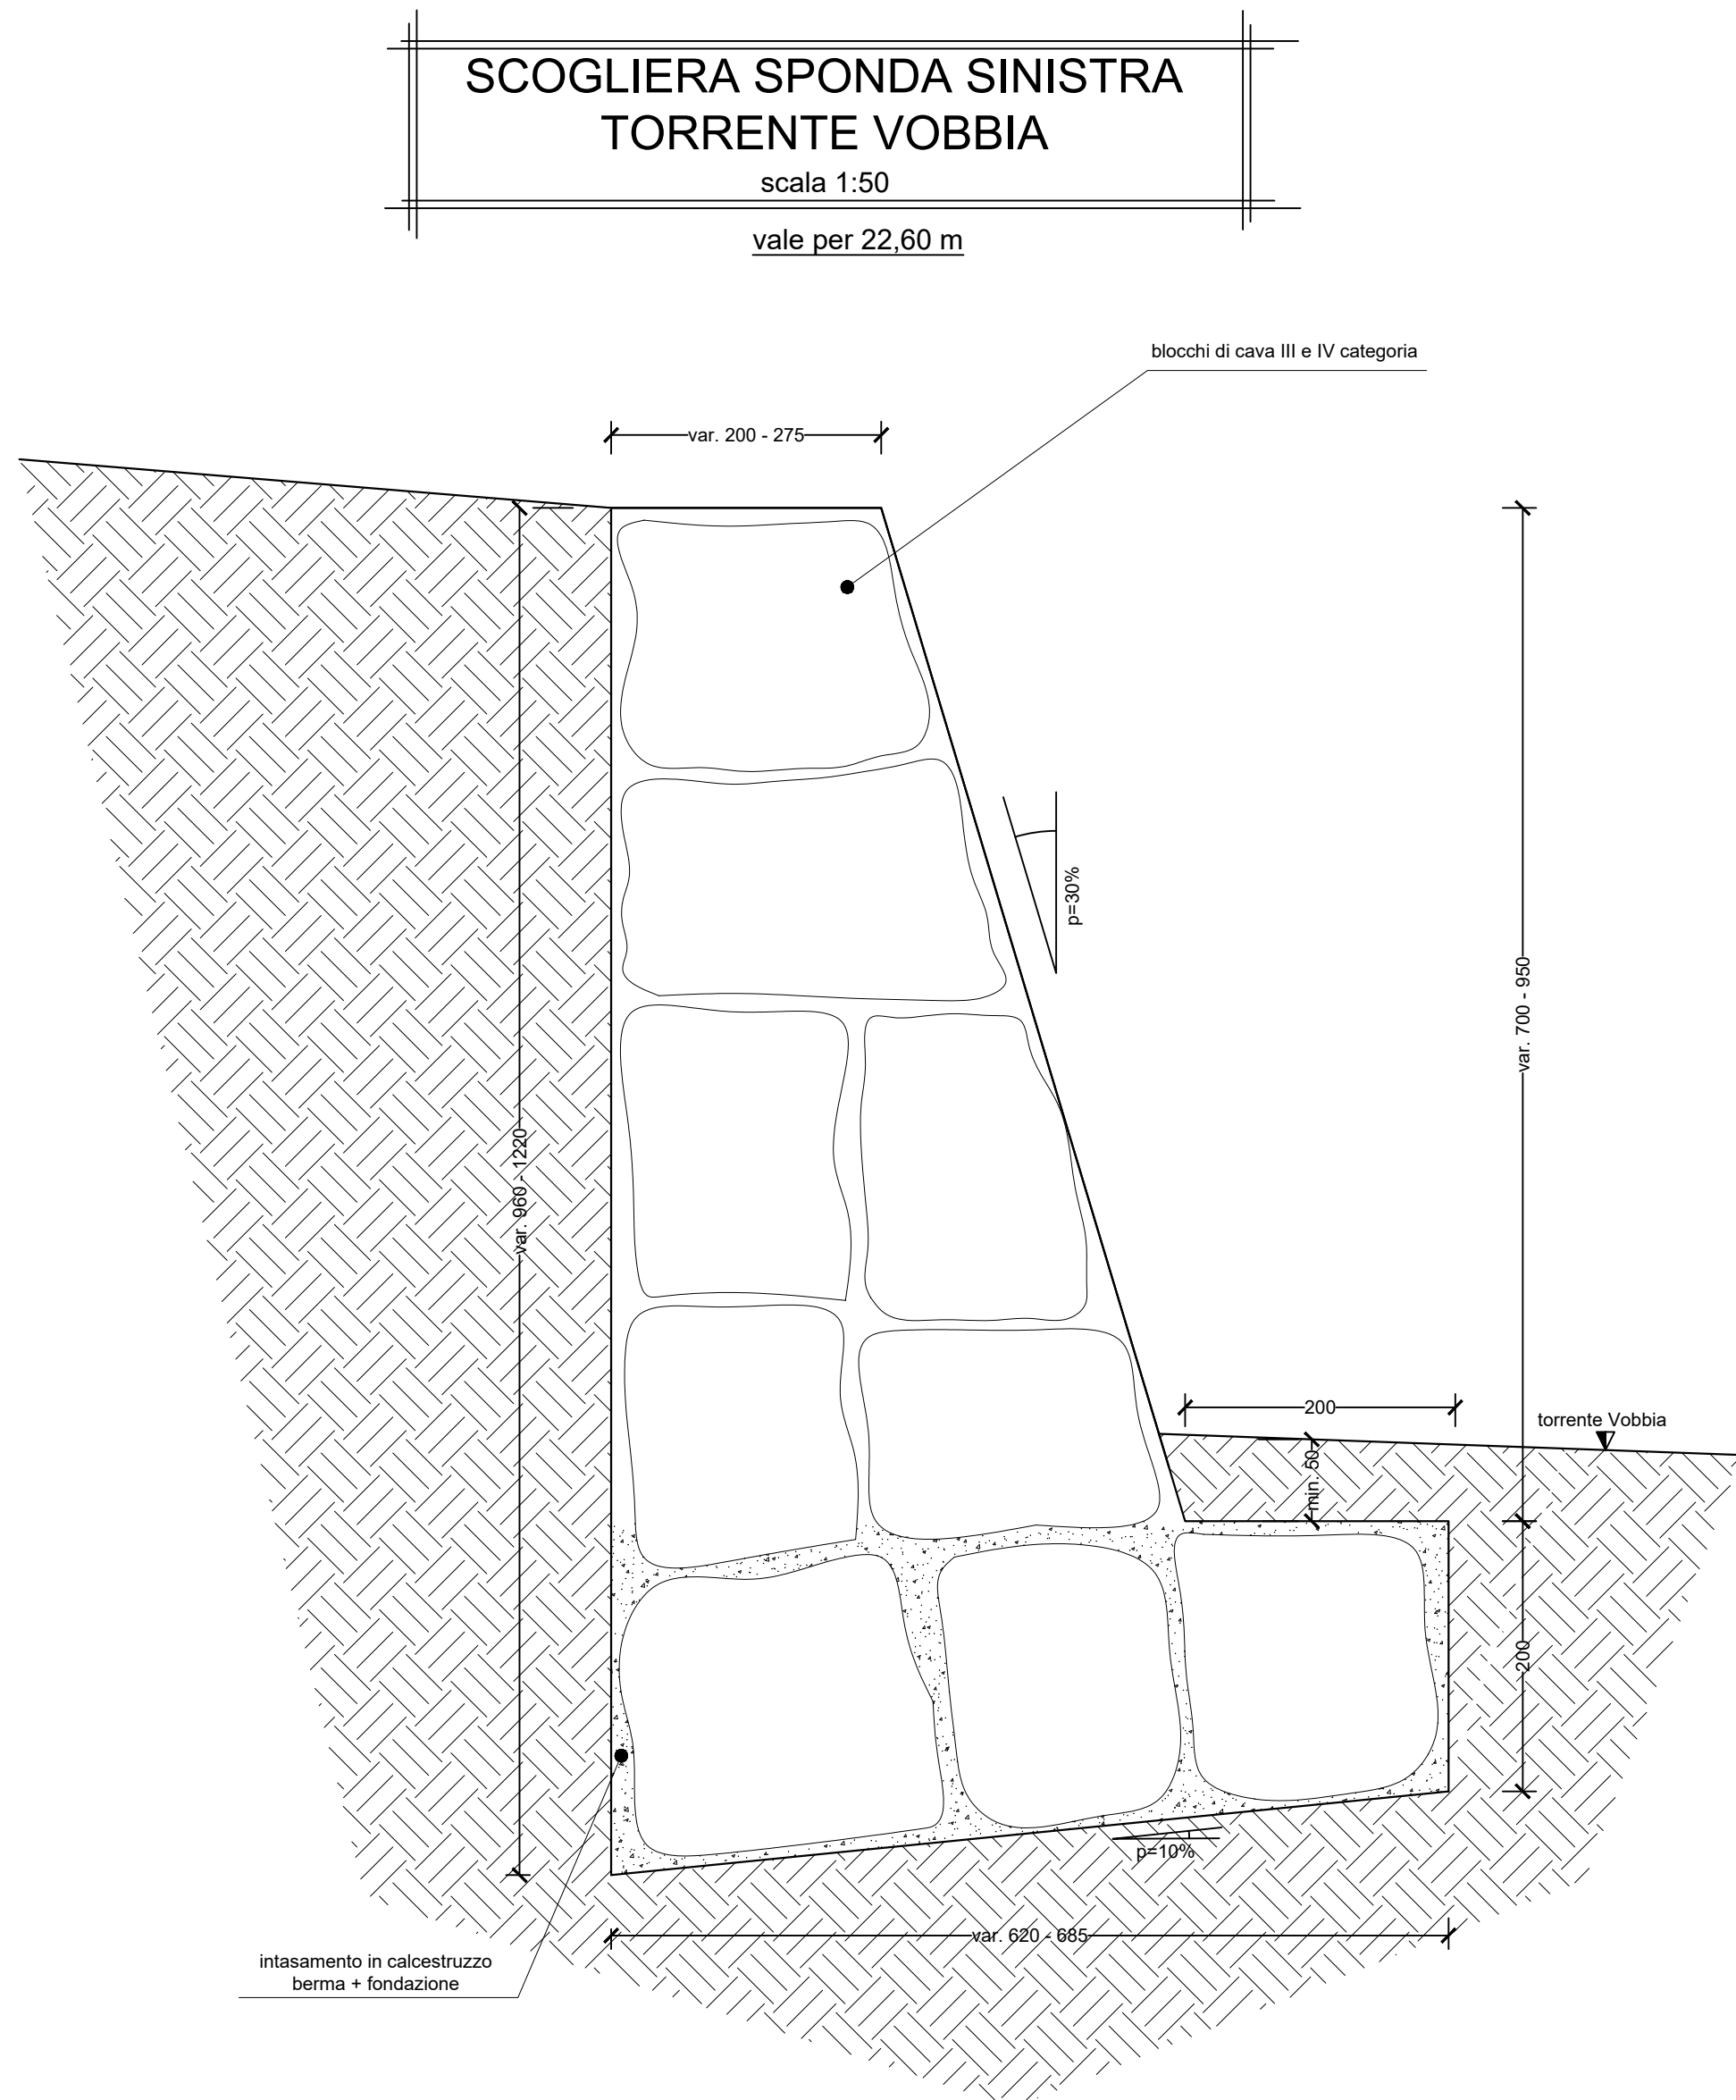 SCOGLIERA SPONDA SINISTRA
TORRENTE VOBBIA
scala 1:50
vale per 22,60 m
blocchi di cava III e IV categoria
var. 200 - 275
p=30%
var. 700 - 950
var. 960 - 1220
200
torrente Vobbia
min. 50
200
p=10%
var. 620 - 685
intasamento in calcestruzzo
berma + fondazione